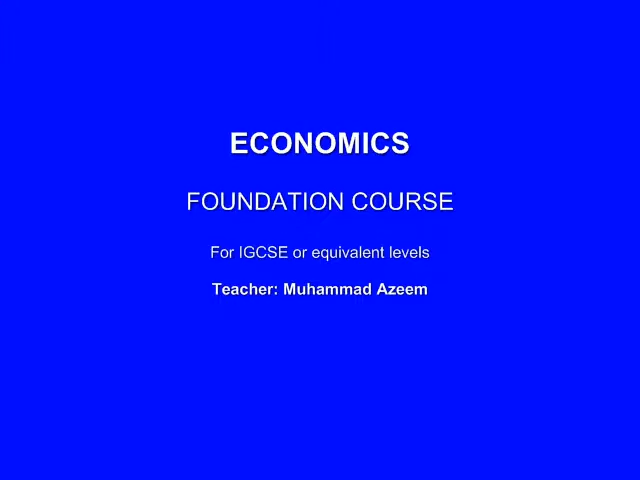 ECONOMICS
FOUNDATION COURSE
For IGCSE or equivalent levels
Teacher: Muhammad Azeem